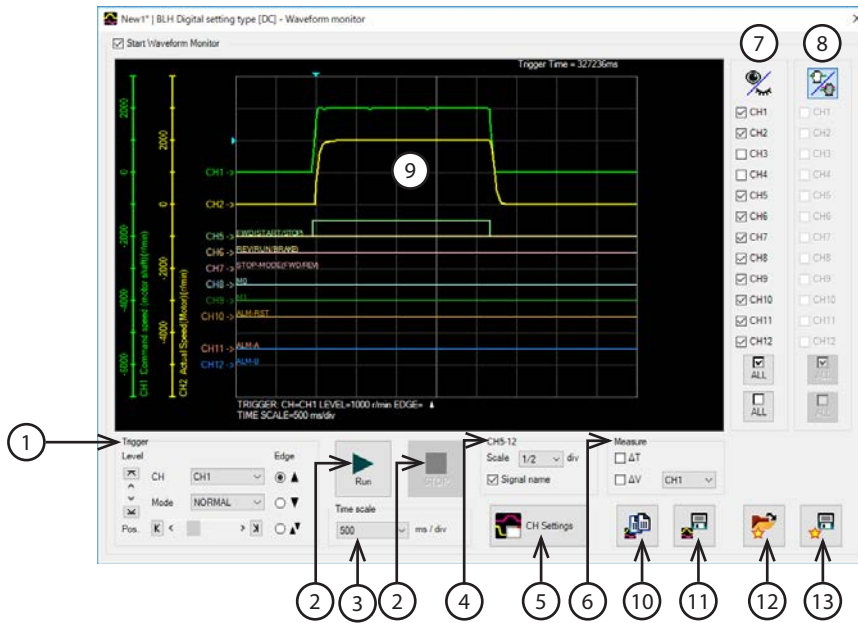 New1* | BLH Digital setting type [DC] - Waveform monitor
Start Waveform Monitor
Trigger Time = 327236ms
2000
0
-2000
-4000
-6000
CH1 Command speed (motor shaft)[r/min]
2000
0
-2000
-4000
CH2 Actual Speed(Motor)[r/min]
CH1 ->
CH2 ->
CH5 -> FWD(START/STOP)
CH6 -> REV(RUN/BRAKE)
CH7 -> STOP-MODE(FWD/REV)
CH8 -> M0
CH9 -> M1
CH10 -> ALM-RST
CH11 -> ALM-A
CH12 -> ALM-B
TRIGGER: CH=CH1 LEVEL=1000 r/min EDGE=
TIME SCALE=500 ms/div
9
7
8
CH1 CH1
CH2 CH2
CH3 CH3
CH4 CH4
CH5 CH5
CH6 CH6
CH7 CH7
CH8 CH8
CH9 CH9
CH10 CH10
CH11 CH11
CH12 CH12
ALL ALL
ALL ALL
1
Trigger
Level Edge
CH CH1
Mode NORMAL
Pos. K < > K
Run
STOP
Time scale
500 ms / div
CH5-12
Scale 1/2 div
Signal name
CH Settings
Measure
ΔT
ΔV CH1
2 3 2 4 5 6 10 11 12 13